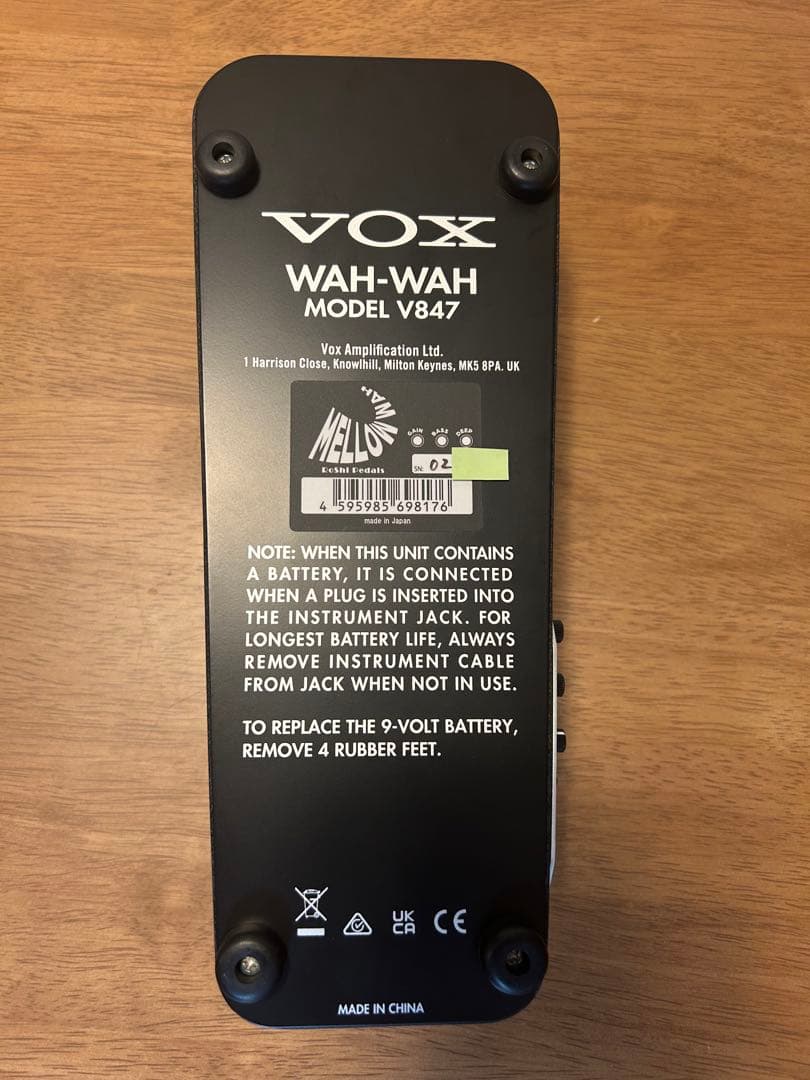 VOX
WAH-WAH
MODEL V847
Vox Amplification Ltd.
1 Harrison Close, Knowlhill, Milton Keynes, MK5 8PA. UK
MELLOW WAH
GAIN BASS DEEP
RoShi Pedals
SN: 02
4 595985 698176
made in Japan
NOTE: WHEN THIS UNIT CONTAINS
A BATTERY, IT IS CONNECTED
WHEN A PLUG IS INSERTED INTO
THE INSTRUMENT JACK. FOR
LONGEST BATTERY LIFE, ALWAYS
REMOVE INSTRUMENT CABLE
FROM JACK WHEN NOT IN USE.
TO REPLACE THE 9-VOLT BATTERY,
REMOVE 4 RUBBER FEET.
UK
CA CE
MADE IN CHINA